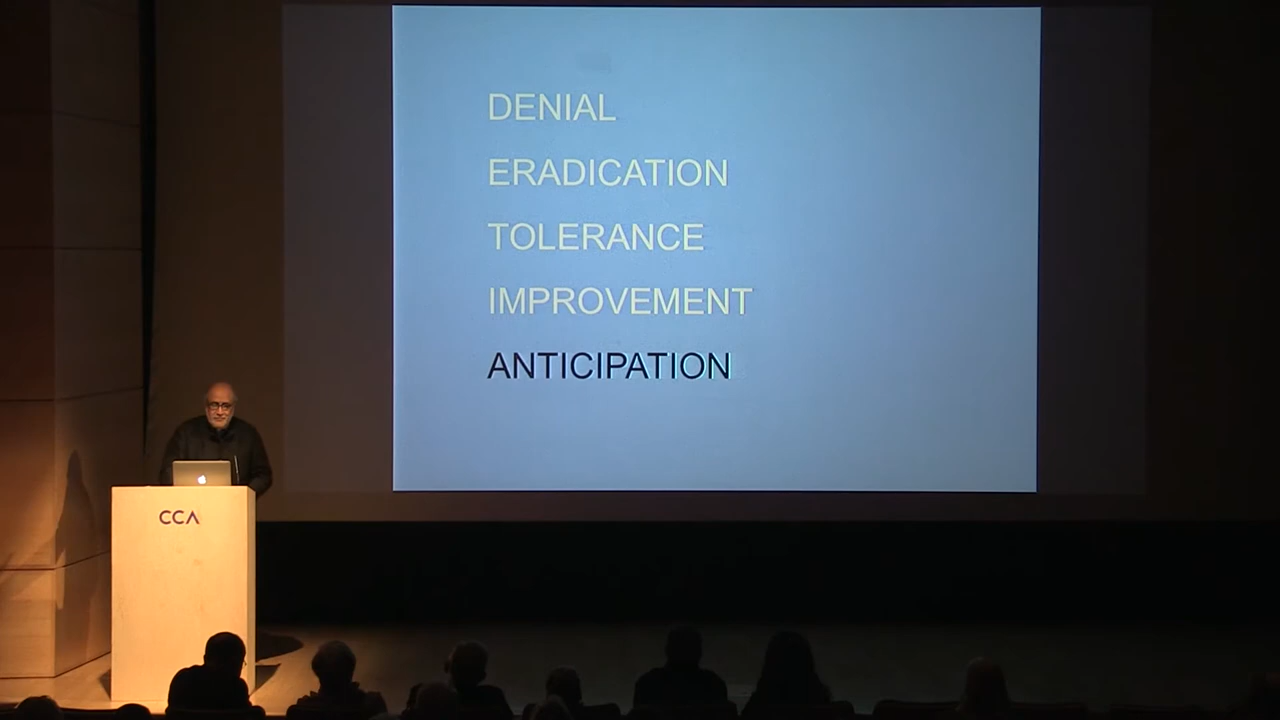 DENIAL
ERADICATION
TOLERANCE
IMPROVEMENT
ANTICIPATION
CCA